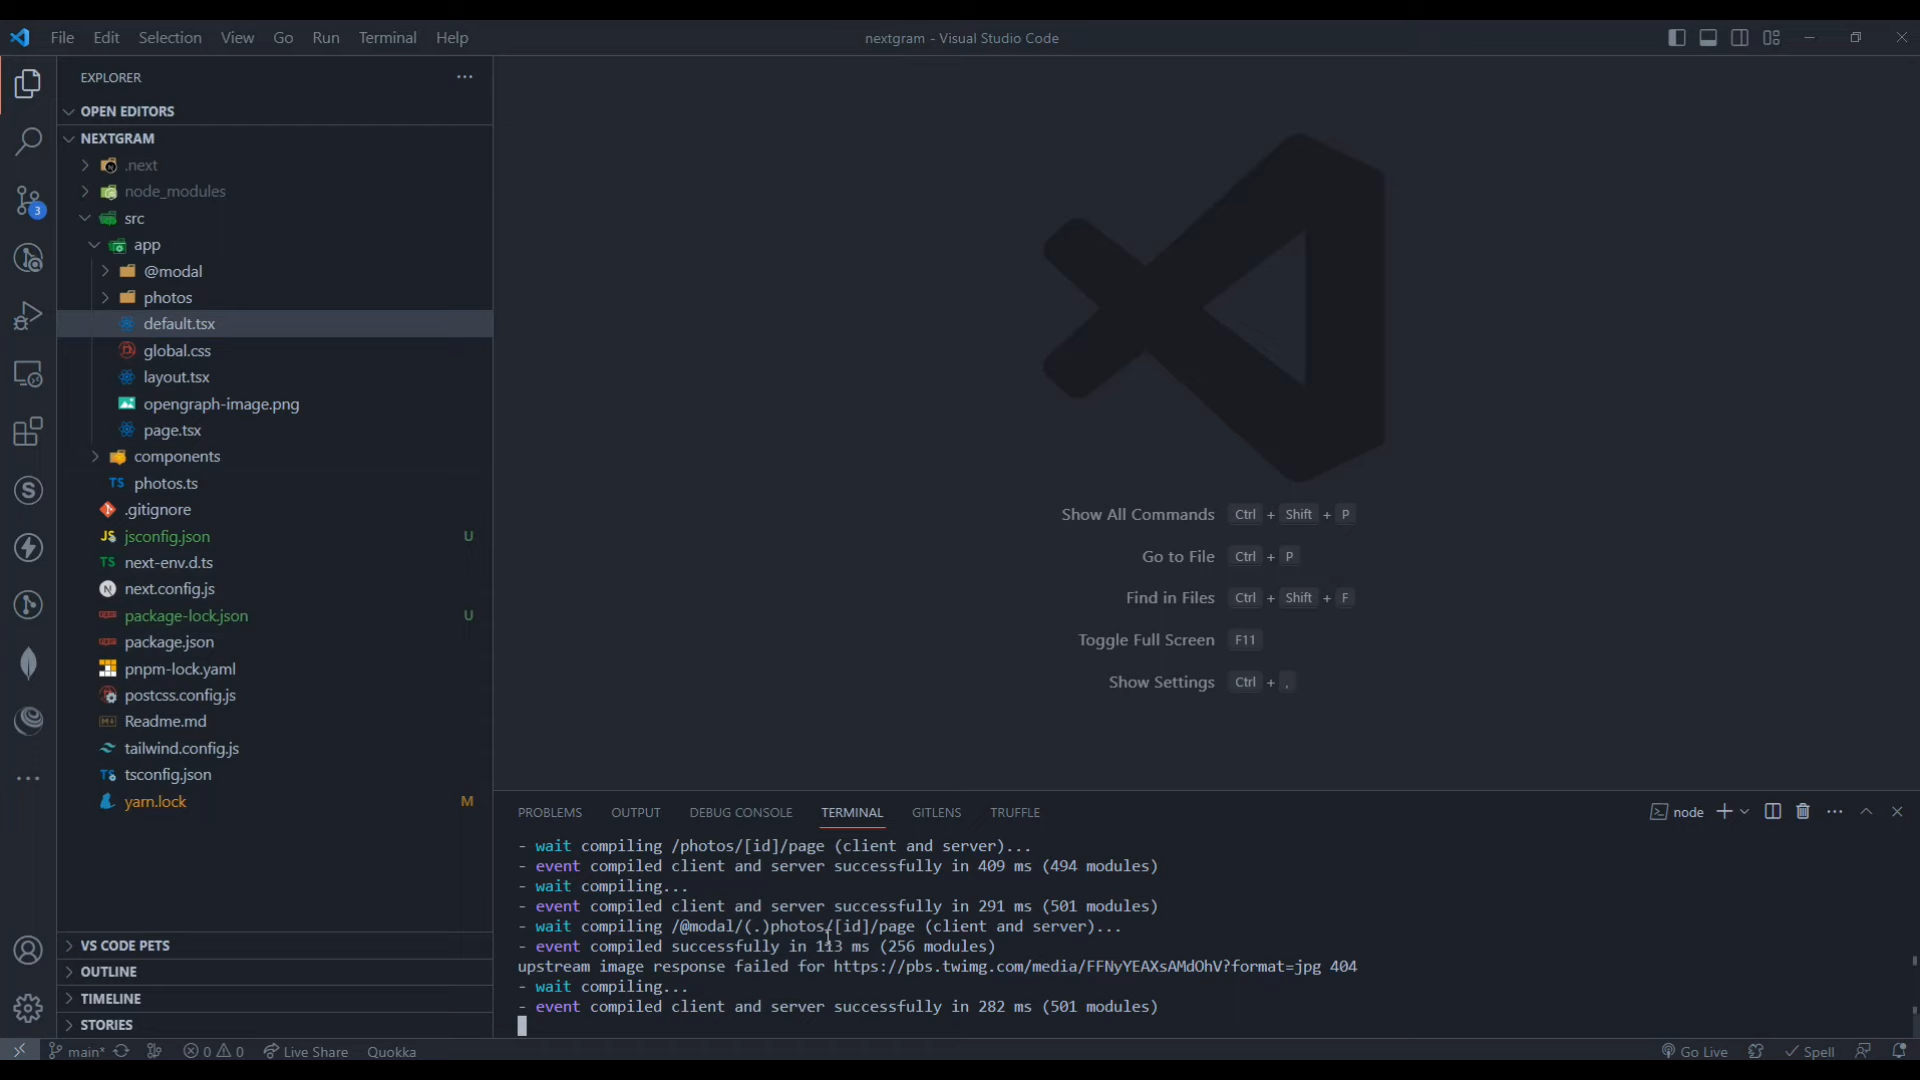 File Edit Selection View Go Run Terminal Help
nextgram - Visual Studio Code
EXPLORER
OPEN EDITORS
NEXTGRAM
.next
node_modules
src
app
@modal
photos
default.tsx
global.css
layout.tsx
opengraph-image.png
page.tsx
components
TS photos.ts
.gitignore
JS jsconfig.json U
TS next-env.d.ts
N next.config.js
package-lock.json U
package.json
pnpm-lock.yaml
postcss.config.js
Readme.md
tailwind.config.js
TS tsconfig.json
yarn.lock M
VS CODE PETS
OUTLINE
TIMELINE
STORIES
3
S
Show All Commands Ctrl + Shift + P
Go to File Ctrl + P
Find in Files Ctrl + Shift + F
Toggle Full Screen F11
Show Settings Ctrl + ,
PROBLEMS OUTPUT DEBUG CONSOLE TERMINAL GITLENS TRUFFLE
node
- wait compiling /photos/[id]/page (client and server)...
- event compiled client and server successfully in 409 ms (494 modules)
- wait compiling...
- event compiled client and server successfully in 291 ms (501 modules)
- wait compiling /@modal/(.)photos/[id]/page (client and server)...
- event compiled successfully in 113 ms (256 modules)
upstream image response failed for https://pbs.twimg.com/media/FFNyYEAXsAMdOhV?format=jpg 404
- wait compiling...
- event compiled client and server successfully in 282 ms (501 modules)
main* 0 0 Live Share Quokka
Go Live Spell